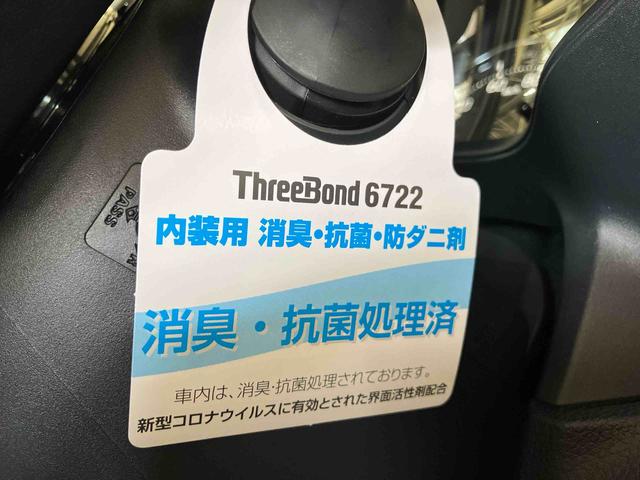 ThreeBond 6722
内装用 消臭・抗菌・防ダニ剤
消臭・抗菌処理済
車内は、消臭・抗菌処理されております。
新型コロナウイルスに有効とされた界面活性剤配合
PASS